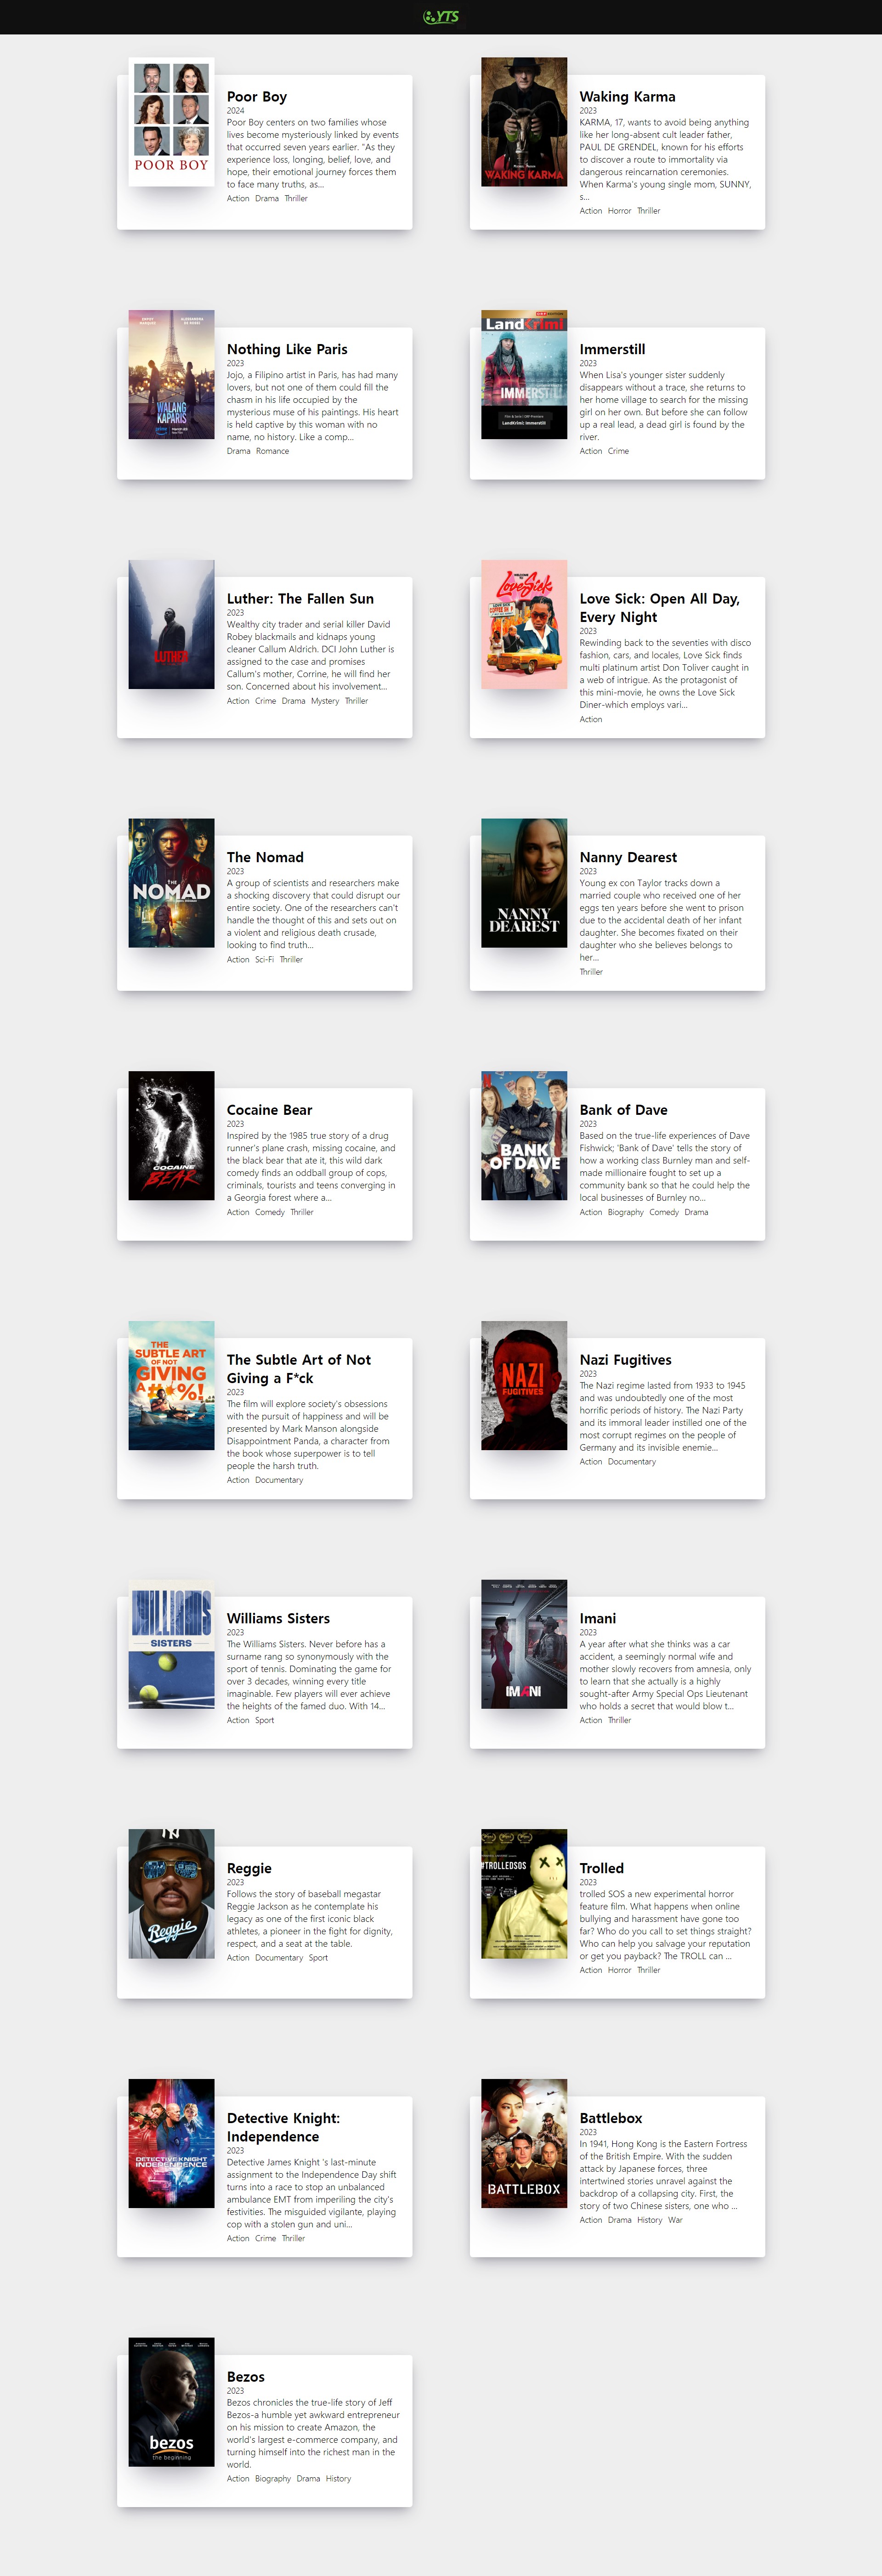 YTS
POOR BOY
Poor Boy
2024
Poor Boy centers on two families whose
lives become mysteriously linked by events
that occurred seven years earlier. "As they
experience loss, longing, belief, love, and
hope, their emotional journey forces them
to face many truths, as...
Action Drama Thriller
WAKING KARMA
Waking Karma
2023
KARMA, 17, wants to avoid being anything
like her long-absent cult leader father,
PAUL DE GRENDEL, known for his efforts
to discover a route to immortality via
dangerous reincarnation ceremonies.
When Karma's young single mom, SUNNY,
s...
Action Horror Thriller
WALANG
KAPARIS
Nothing Like Paris
2023
Jojo, a Filipino artist in Paris, has had many
lovers, but not one of them could fill the
chasm in his life occupied by the
mysterious muse of his paintings. His heart
is held captive by this woman with no
name, no history. Like a comp...
Drama Romance
LandKrimi
IMMERSTILL
LandKrimi: Immerstill
Immerstill
2023
When Lisa's younger sister suddenly
disappears without a trace, she returns to
her home village to search for the missing
girl on her own. But before she can follow
up a real lead, a dead girl is found by the
river.
Action Crime
LUTHER
Luther: The Fallen Sun
2023
Wealthy city trader and serial killer David
Robey blackmails and kidnaps young
cleaner Callum Aldrich. DCI John Luther is
assigned to the case and promises
Callum's mother, Corrine, he will find her
son. Concerned about his involvement...
Action Crime Drama Mystery Thriller
Love Sick
Love Sick: Open All Day,
Every Night
2023
Rewinding back to the seventies with disco
fashion, cars, and locales, Love Sick finds
multi platinum artist Don Toliver caught in
a web of intrigue. As the protagonist of
this mini-movie, he owns the Love Sick
Diner-which employs vari...
Action
THE
NOMAD
The Nomad
2023
A group of scientists and researchers make
a shocking discovery that could disrupt our
entire society. One of the researchers can't
handle the thought of this and sets out on
a violent and religious death crusade,
looking to find truth...
Action Sci-Fi Thriller
NANNY
DEAREST
Nanny Dearest
2023
Young ex con Taylor tracks down a
married couple who received one of her
eggs ten years before she went to prison
due to the accidental death of her infant
daughter. She becomes fixated on their
daughter who she believes belongs to
her...
Thriller
COCAINE
BEAR
Cocaine Bear
2023
Inspired by the 1985 true story of a drug
runner's plane crash, missing cocaine, and
the black bear that ate it, this wild dark
comedy finds an oddball group of cops,
criminals, tourists and teens converging in
a Georgia forest where a...
Action Comedy Thriller
N
BANK
OF DAVE
Bank of Dave
2023
Based on the true-life experiences of Dave
Fishwick; 'Bank of Dave' tells the story of
how a working class Burnley man and self-
made millionaire fought to set up a
community bank so that he could help the
local businesses of Burnley no...
Action Biography Comedy Drama
THE
SUBTLE ART
OF NOT
GIVING
A #@%!
The Subtle Art of Not
Giving a F*ck
2023
The film will explore society's obsessions
with the pursuit of happiness and will be
presented by Mark Manson alongside
Disappointment Panda, a character from
the book whose superpower is to tell
people the harsh truth.
Action Documentary
NAZI
FUGITIVES
Nazi Fugitives
2023
The Nazi regime lasted from 1933 to 1945
and was undoubtedly one of the most
horrific periods of history. The Nazi Party
and its immoral leader instilled one of the
most corrupt regimes on the people of
Germany and its invisible enemie...
Action Documentary
WILLIAMS
SISTERS
Williams Sisters
2023
The Williams Sisters. Never before has a
surname rang so synonymously with the
sport of tennis. Dominating the game for
over 3 decades, winning every title
imaginable. Few players will ever achieve
the heights of the famed duo. With 14...
Action Sport
IMANI
Imani
2023
A year after what she thinks was a car
accident, a seemingly normal wife and
mother slowly recovers from amnesia, only
to learn that she actually is a highly
sought-after Army Special Ops Lieutenant
who holds a secret that would blow t...
Action Thriller
Reggie
Reggie
2023
Follows the story of baseball megastar
Reggie Jackson as he contemplate his
legacy as one of the first iconic black
athletes, a pioneer in the fight for dignity,
respect, and a seat at the table.
Action Documentary Sport
#TROLLEDSOS
Trolled
2023
trolled SOS a new experimental horror
feature film. What happens when online
bullying and harassment have gone too
far? Who do you call to set things straight?
Who can help you salvage your reputation
or get you payback? The TROLL can ...
Action Horror Thriller
DETECTIVE KNIGHT
INDEPENDENCE
Detective Knight:
Independence
2023
Detective James Knight 's last-minute
assignment to the Independence Day shift
turns into a race to stop an unbalanced
ambulance EMT from imperiling the city's
festivities. The misguided vigilante, playing
cop with a stolen gun and uni...
Action Crime Thriller
BATTLEBOX
Battlebox
2023
In 1941, Hong Kong is the Eastern Fortress
of the British Empire. With the sudden
attack by Japanese forces, three
intertwined stories unravel against the
backdrop of a collapsing city. First, the
story of two Chinese sisters, one who ...
Action Drama History War
bezos
the beginning
Bezos
2023
Bezos chronicles the true-life story of Jeff
Bezos-a humble yet awkward entrepreneur
on his mission to create Amazon, the
world's largest e-commerce company, and
turning himself into the richest man in the
world.
Action Biography Drama History